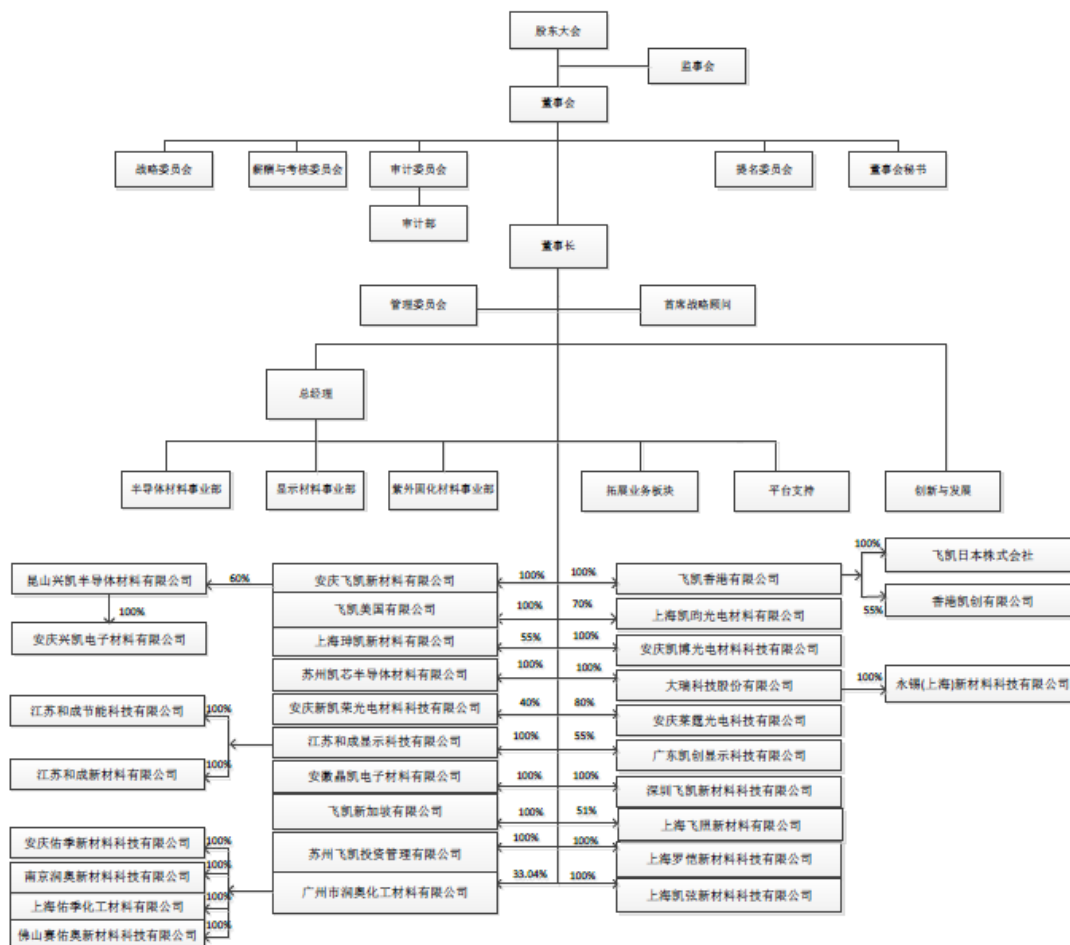 股东大会
监事会
董事会
战略委员会
薪酬与考核委员会
审计委员会
提名委员会
董事会秘书
审计部
董事长
管理委员会
首席战略顾问
总经理
半导体材料事业部
显示材料事业部
紫外固化材料事业部
拓展业务板块
平台支持
创新与发展
昆山兴凯半导体材料有限公司
60%
安庆飞凯新材料有限公司
100%
100%
飞凯香港有限公司
100%
飞凯日本株式会社
55%
香港凯创有限公司
100%
安庆兴凯电子材料有限公司
飞凯美国有限公司
100%
70%
上海凯昀光电材料有限公司
上海珅凯新材料有限公司
55%
100%
安庆凯博光电材料科技有限公司
苏州凯芯半导体材料有限公司
100%
100%
大瑞科技股份有限公司
100%
永锡(上海)新材料科技有限公司
江苏和成节能科技有限公司
100%
安庆新凯荣光电材料科技有限公司
40%
80%
安庆莱霆光电科技有限公司
江苏和成显示科技有限公司
100%
55%
广东凯创显示科技有限公司
江苏和成新材料有限公司
100%
安徽晶凯电子材料有限公司
100%
100%
深圳飞凯新材料科技有限公司
飞凯新加坡有限公司
100%
51%
上海飞照新材料有限公司
安庆佑季新材料科技有限公司
100%
苏州飞凯投资管理有限公司
100%
100%
上海罗恺新材料科技有限公司
南京润奥新材料科技有限公司
100%
广州市润奥化工材料有限公司
33.04%
100%
上海凯弦新材料科技有限公司
上海佑季化工材料有限公司
100%
佛山赛佑奥新材料科技有限公司
100%